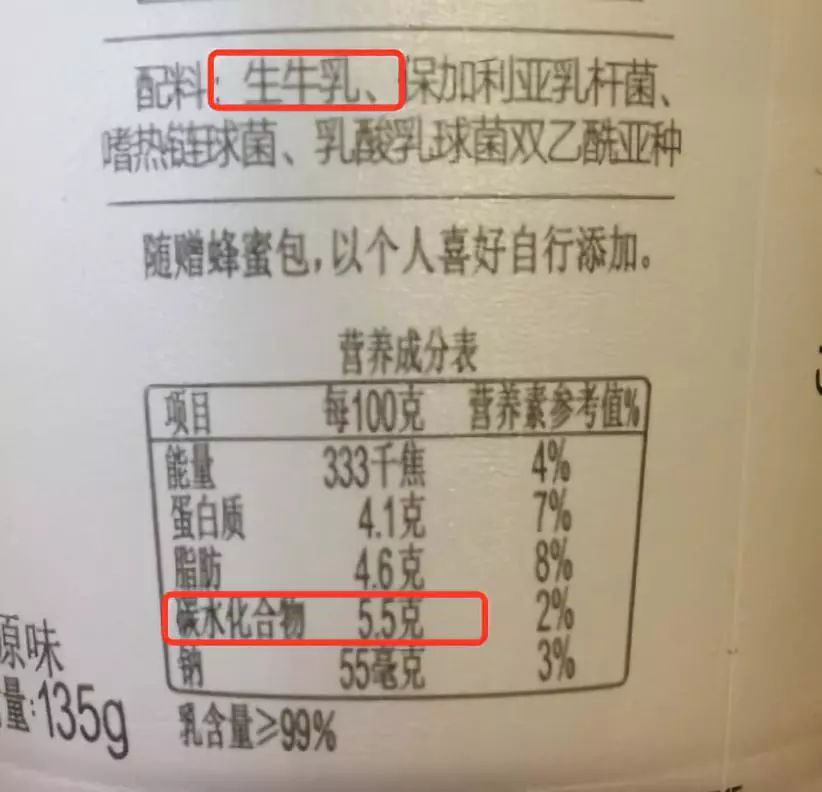 配料：生牛乳、保加利亚乳杆菌、
嗜热链球菌、乳酸乳球菌双乙酰亚种
随赠蜂蜜包，以个人喜好自行添加。
营养成分表
项目 每100克 营养素参考值%
能量 333千焦 4%
蛋白质 4.1克 7%
脂肪 4.6克 8%
碳水化合物 5.5克 2%
钠 55毫克 3%
乳含量≥99%
原味
量:135g